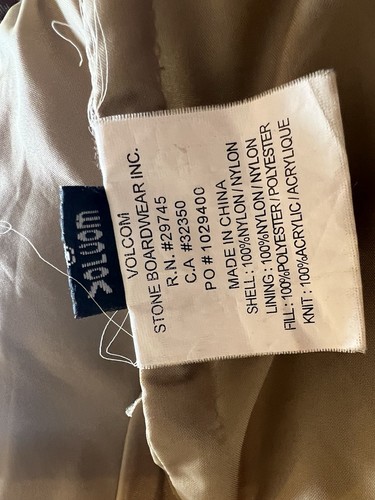 VOLCOM
VOLCOM
STONE BOARDWEAR INC.
R.N. #29745
C.A #32350
PO # 1029400
MADE IN CHINA
SHELL : 100%NYLON / NYLON
LINING : 100%NYLON / NYLON
FILL : 100%POLYESTER / POLYESTER
KNIT : 100%ACRYLIC / ACRYLIQUE